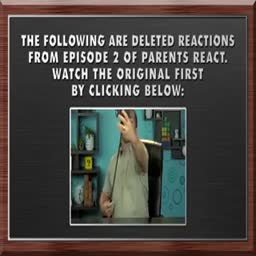 THE FOLLOWING ARE DELETED REACTIONS
FROM EPISODE 2 OF PARENTS REACT.
WATCH THE ORIGINAL FIRST
BY CLICKING BELOW: